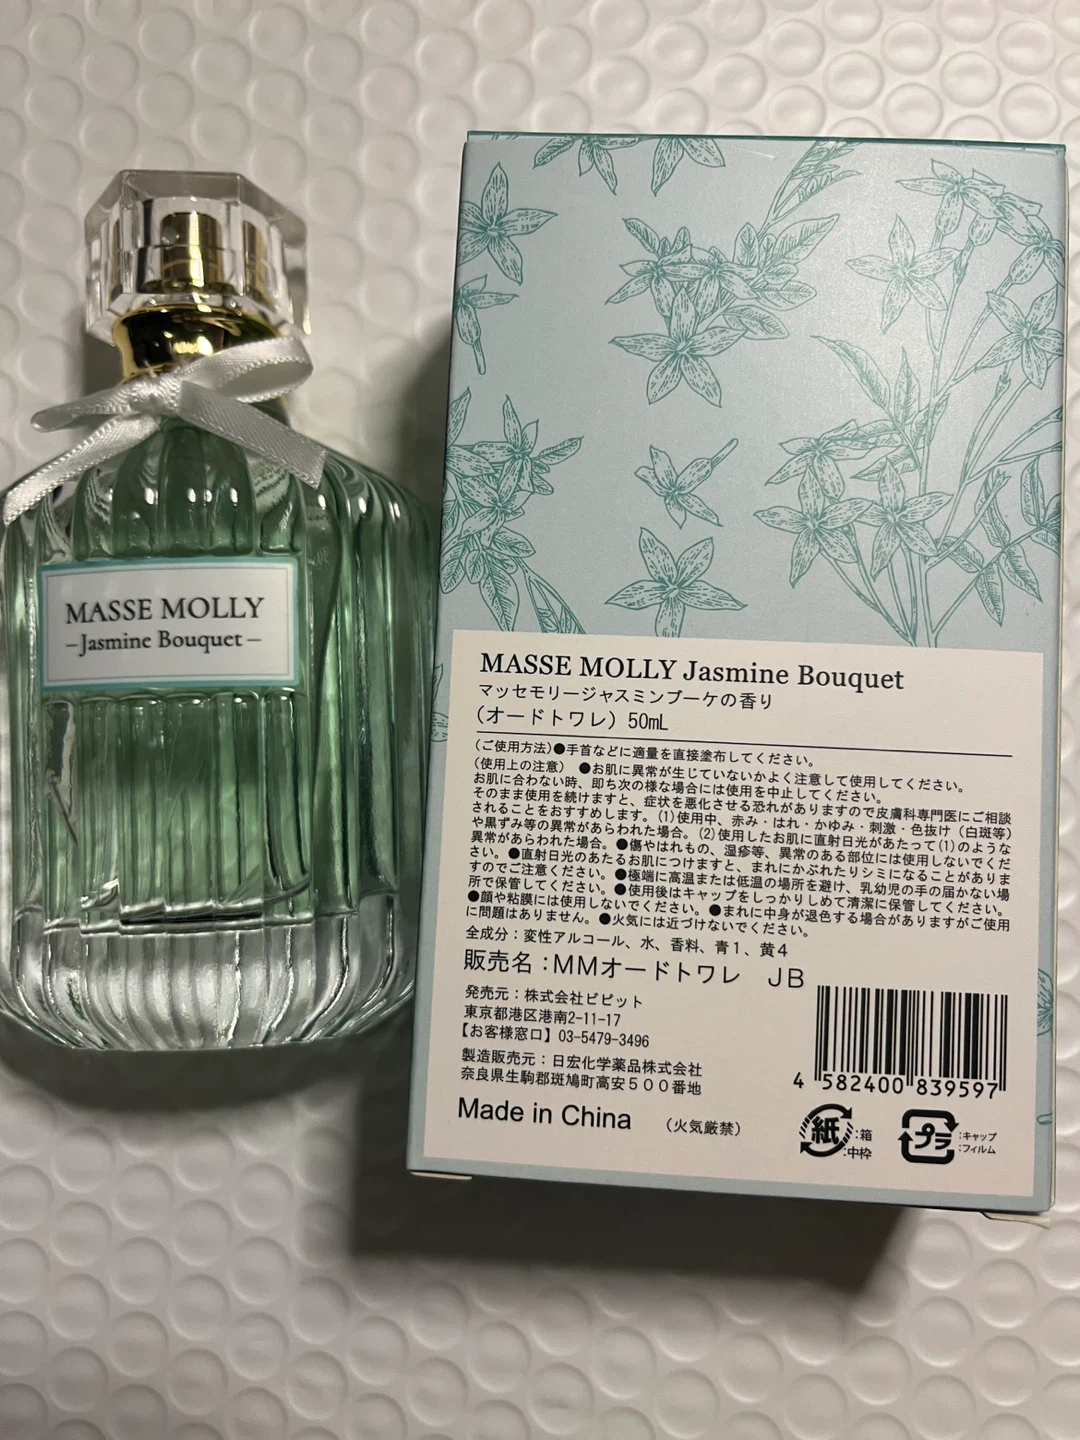 MASSE MOLLY
–Jasmine Bouquet–
MASSE MOLLY Jasmine Bouquet
マッセモリージャスミンブーケの香り
(オードトワレ) 50mL
(ご使用方法)●手首などに適量を直接塗布してください。
(使用上の注意) ●お肌に異常が生じていないかよく注意して使用してください。
お肌に合わない時、即ち次の様な場合には使用を中止してください。
そのまま使用を続けますと、症状を悪化させる恐れがありますので皮膚科専門医にご相談
されることをおすすめします。(1)使用中、赤み・はれ・かゆみ・刺激・色抜け(白斑等)
や黒ずみ等の異常があらわれた場合。(2)使用したお肌に直射日光があたって(1)のような
異常があらわれた場合。●傷やはれもの、湿疹等、異常のある部位には使用しないでくだ
さい。●直射日光のあたるお肌につけますと、まれにかぶれたりシミになることがありま
すのでご注意ください。●極端に高温または低温の場所を避け、乳幼児の手の届かない場
所で保管してください。●使用後はキャップをしっかりしめて清潔に保管してください。
●顔や粘膜には使用しないでください。●まれに中身が退色する場合がありますがご使用
に問題はありません。●火気には近づけないでください。
全成分：変性アルコール、水、香料、青1、黄4
販売名：MMオードトワレ JB
発売元：株式会社ビピット
東京都港区港南2-11-17
【お客様窓口】03-5479-3496
製造販売元：日宏化学薬品株式会社
奈良県生駒郡斑鳩町高安500番地
Made in China (火気厳禁)
4 582400 839597
紙 :箱
:中枠
プラ :キャップ
:フィルム